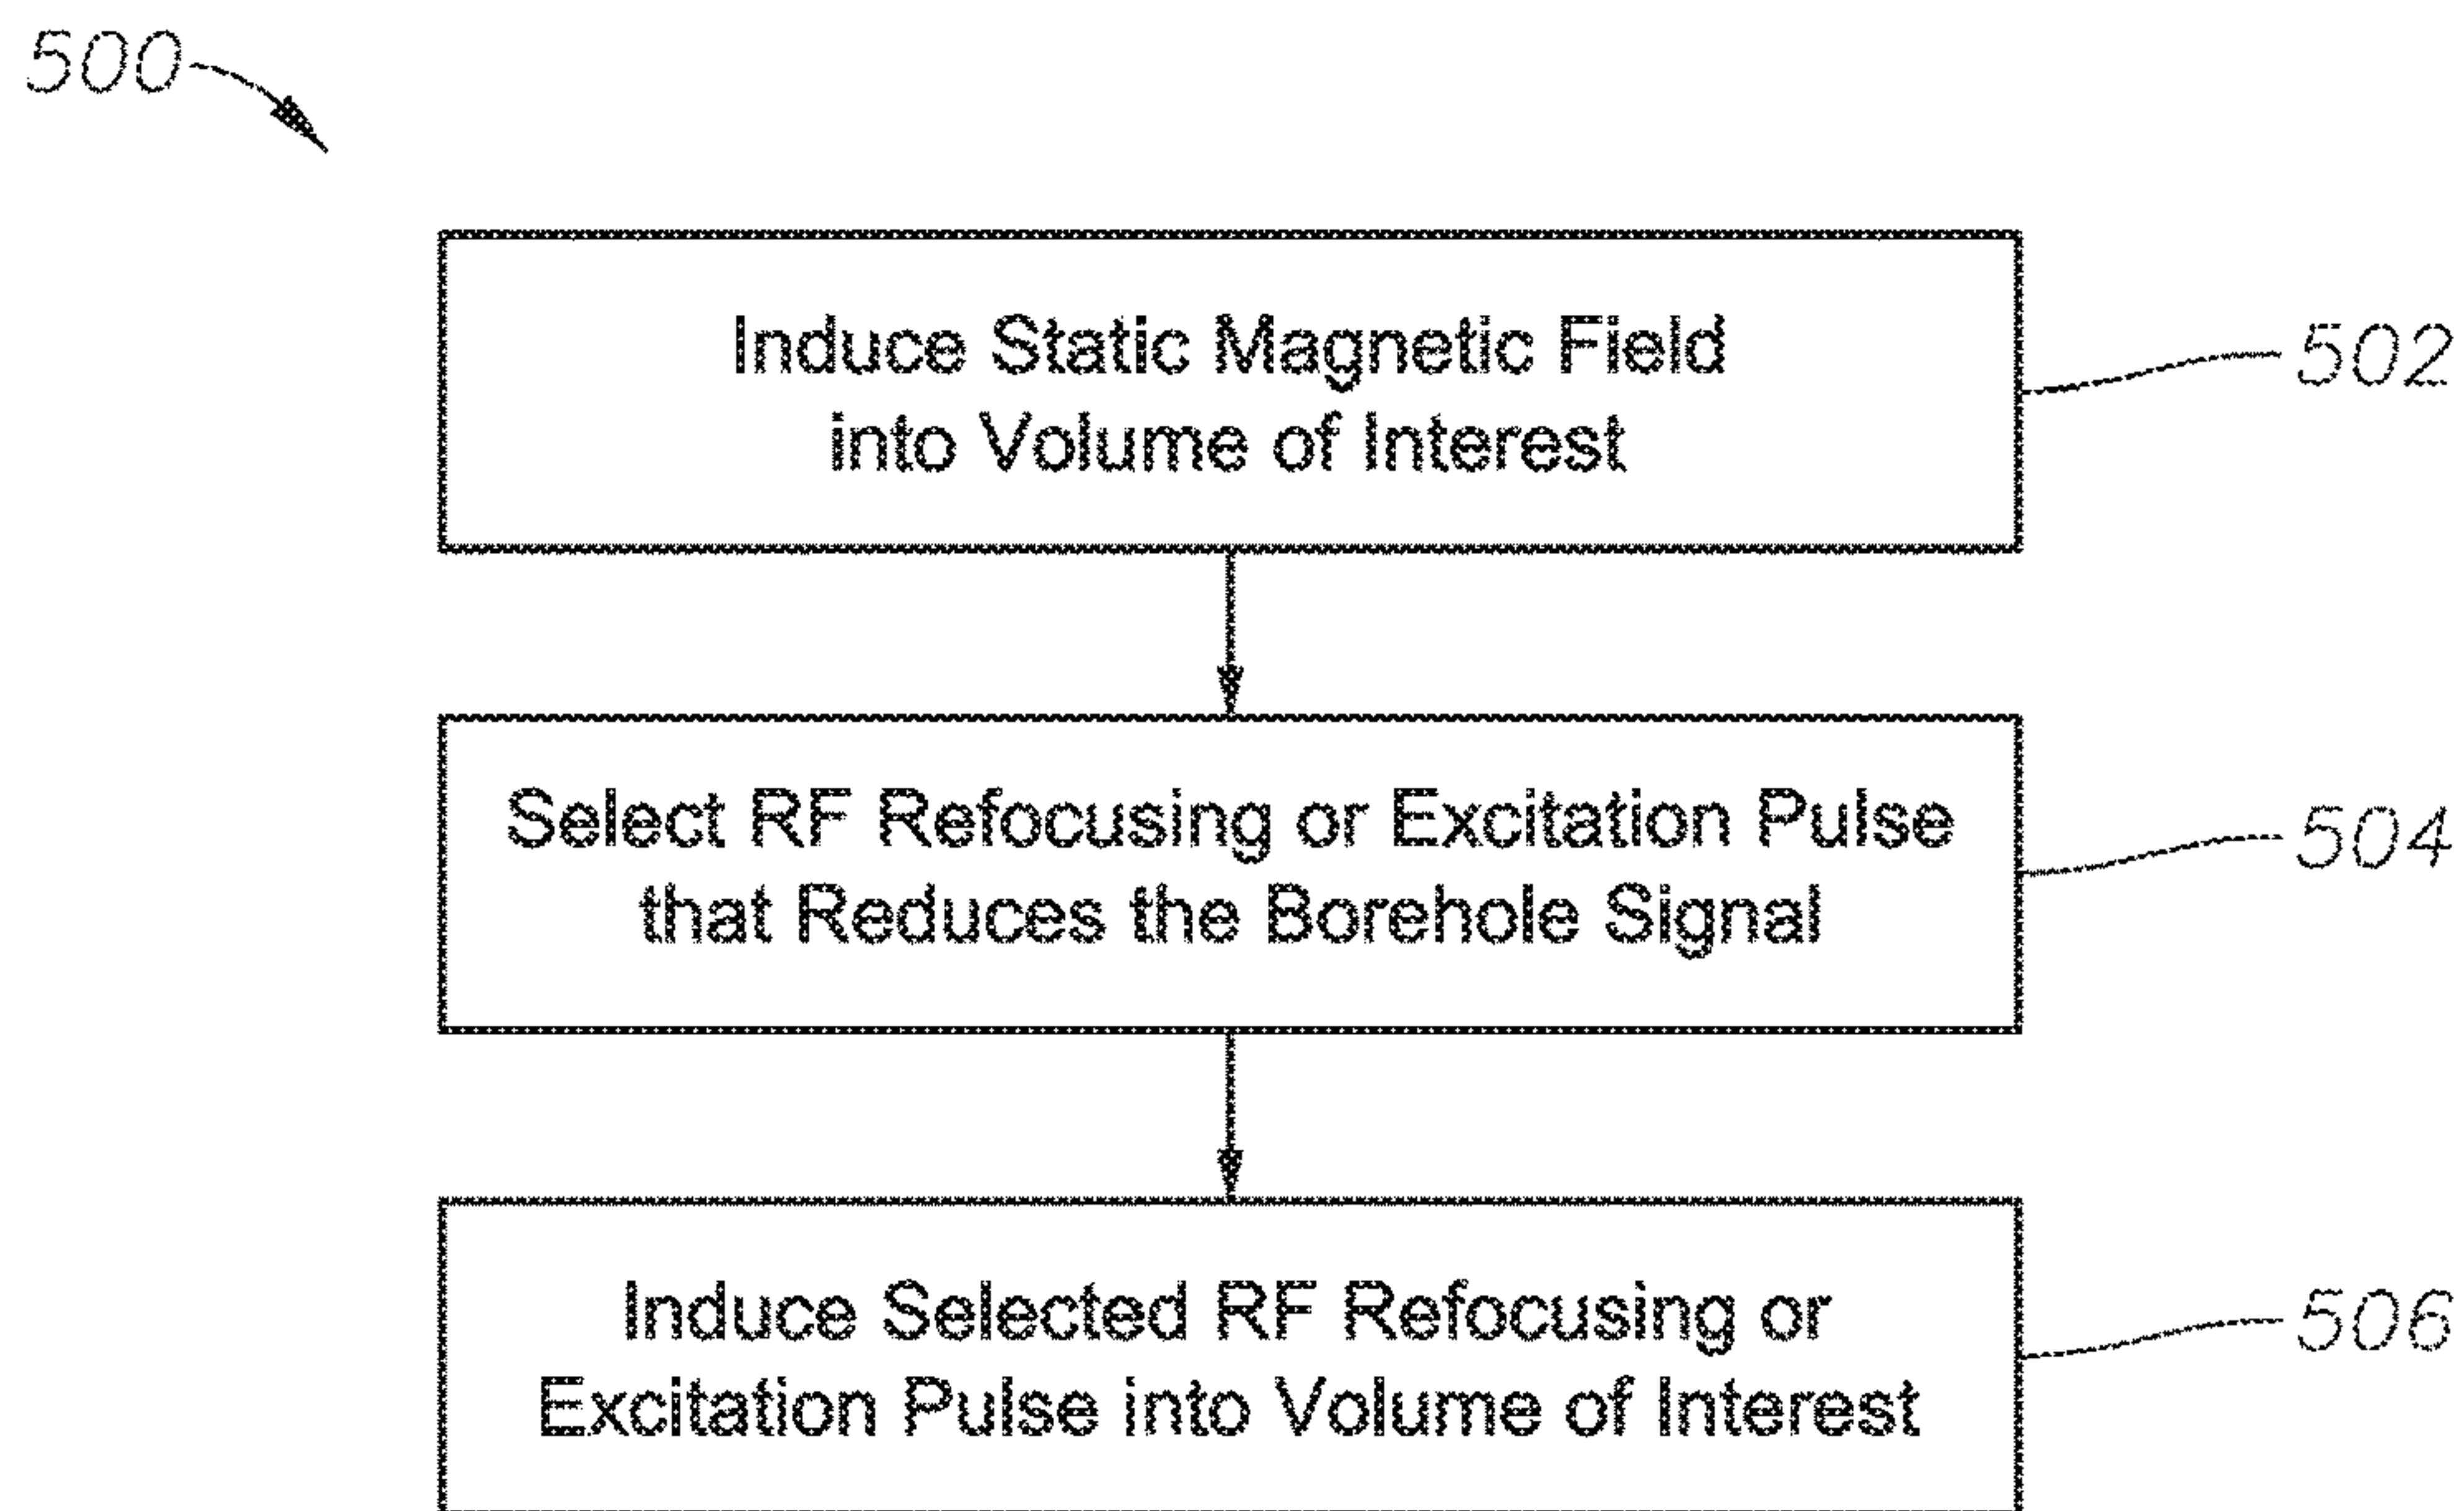 500
Induce Static Magnetic Field
into Volume of Interest
502
Select RF Refocusing or Excitation Pulse
that Reduces the Borehole Signal
504
Induce Selected RF Refocusing or
Excitation Pulse into Volume of Interest
506